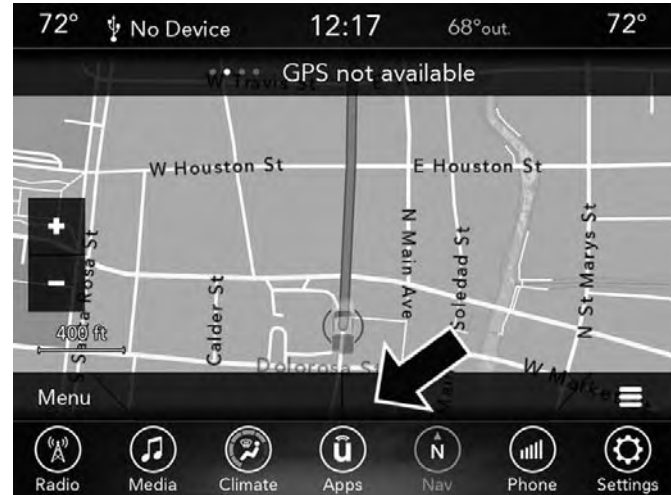 72° No Device 12:17 68°out. 72°
GPS not available
W Travis St
W Houston St
E Houston St
N Main Ave
Soledad St
N St Marys St
+
-
S Santa Rosa St
Calder St
400 ft
Dolorosa St
Main
W Market
Menu
Radio Media Climate Apps N Nav Phone Settings